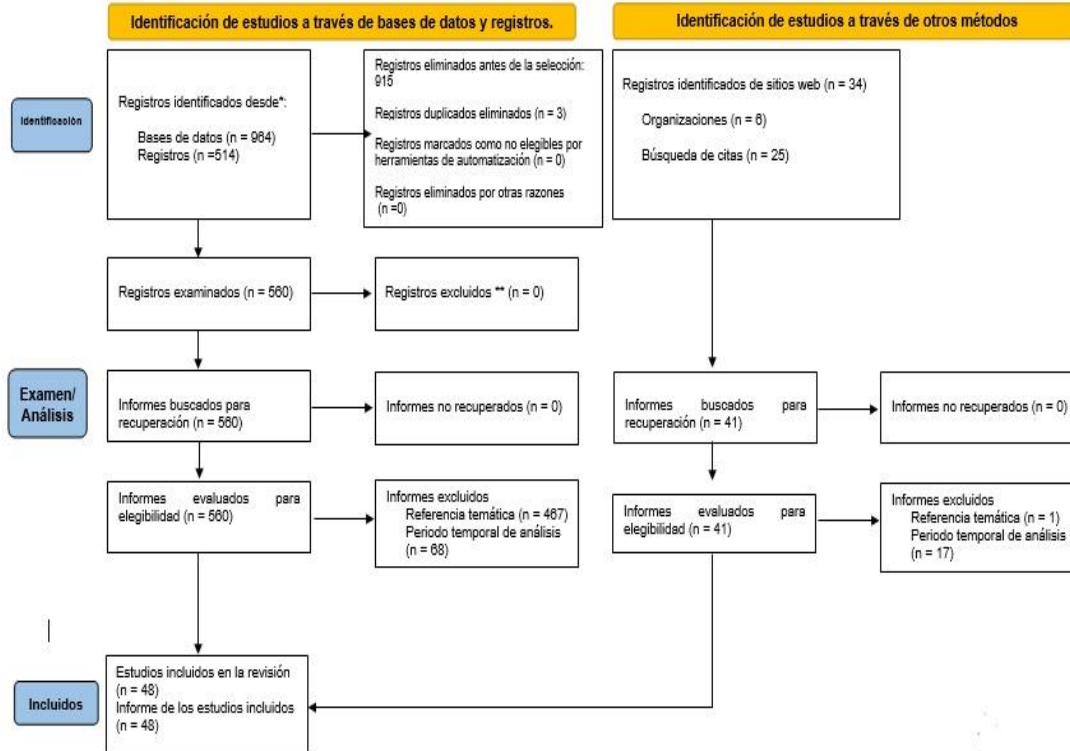 Identificación de estudios a través de bases de datos y registros.
Identificación de estudios a través de otros métodos
Identificación
Registros identificados desde*:
Bases de datos (n = 964)
Registros (n =514)
Registros eliminados antes de la selección:
915
Registros duplicados eliminados (n = 3)
Registros marcados como no elegibles por
herramientas de automatización (n = 0)
Registros eliminados por otras razones
(n =0)
Registros identificados de sitios web (n = 34)
Organizaciones (n = 6)
Búsqueda de citas (n = 25)
Registros examinados (n = 560)
Registros excluidos ** (n = 0)
Examen/
Análisis
Informes buscados para
recuperación (n = 560)
Informes no recuperados (n = 0)
Informes buscados para
recuperación (n = 41)
Informes no recuperados (n = 0)
Informes evaluados para
elegibilidad (n = 560)
Informes excluidos
Referencia temática (n = 467)
Periodo temporal de análisis
(n = 68)
Informes evaluados para
elegibilidad (n = 41)
Informes excluidos
Referencia temática (n = 1)
Periodo temporal de análisis
(n = 17)
Incluidos
Estudios incluidos en la revisión
(n = 48)
Informe de los estudios incluidos
(n = 48)